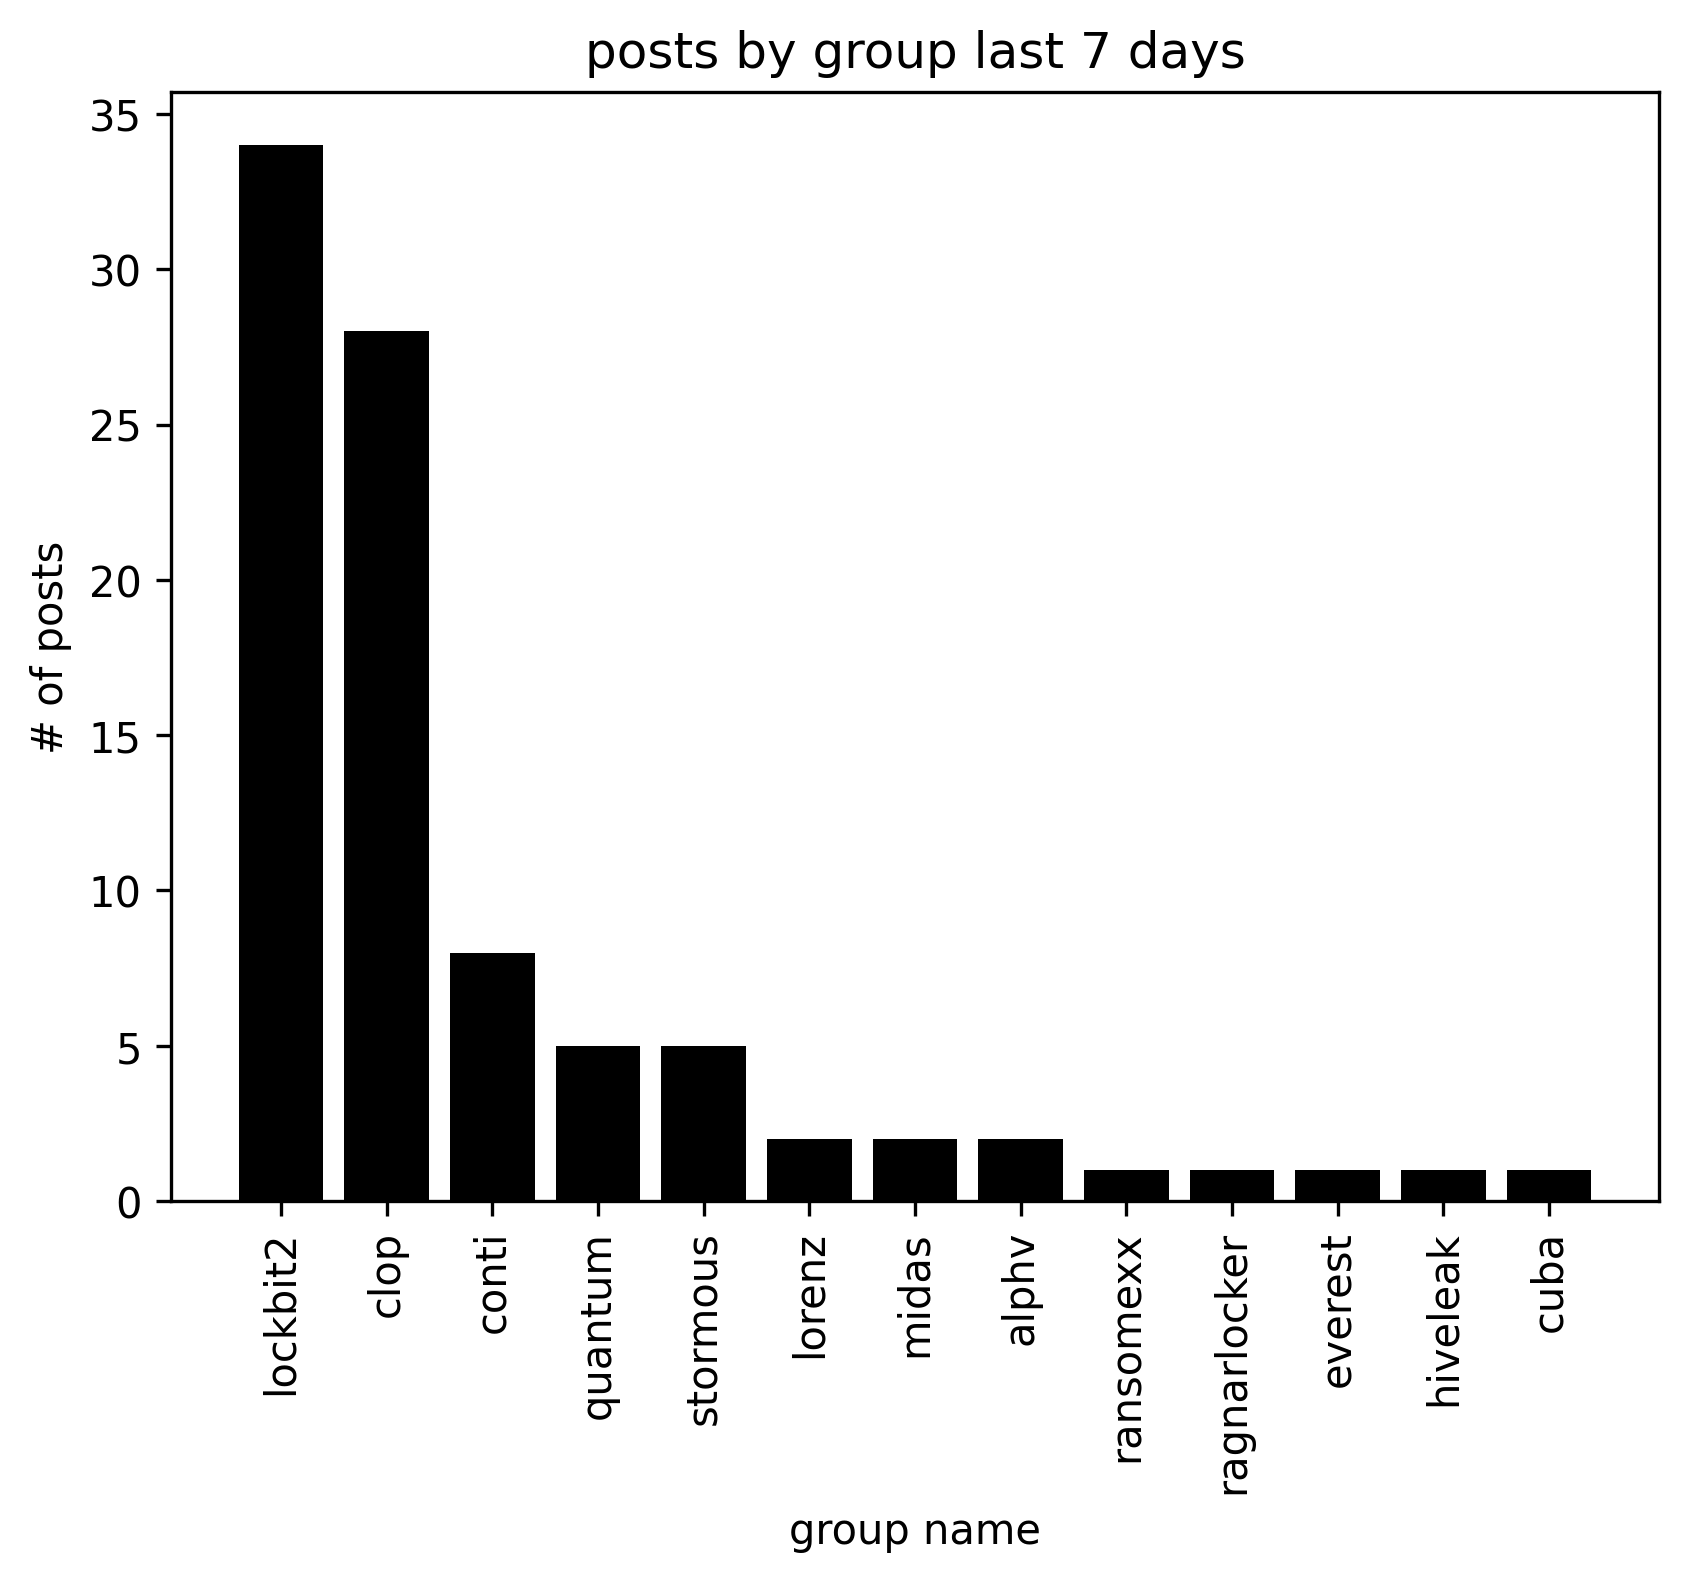 posts by group last 7 days
35
30
25
20
15
10
5
0
# of posts
lockbit2
clop
conti
quantum
stormous
lorenz
midas
alphv
ransomexx
ragnarlocker
everest
hiveleak
cuba
group name